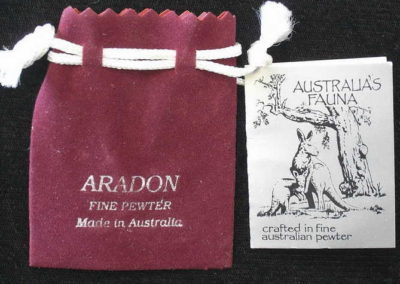 ARADON
FINE PEWTER
Made in Australia
AUSTRALIA'S
FAUNA
crafted in fine
australian pewter